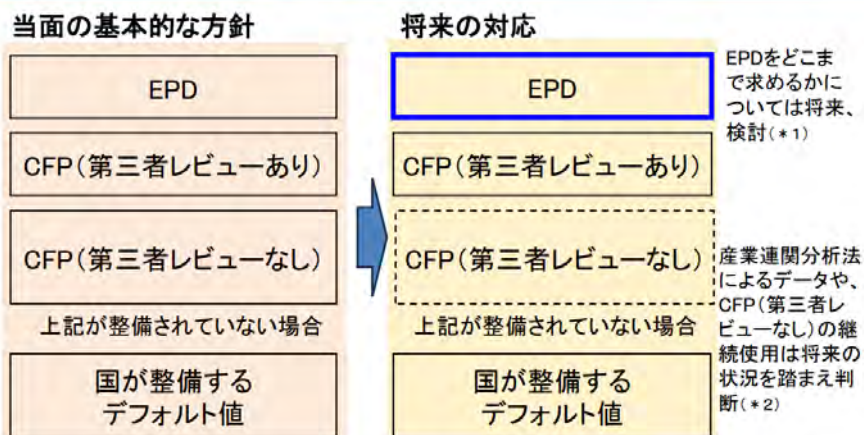 当面の基本的な方針
EPD
CFP(第三者レビューあり)
CFP(第三者レビューなし)
上記が整備されていない場合
国が整備する
デフォルト値
将来の対応
EPD
CFP(第三者レビューあり)
CFP(第三者レビューなし)
上記が整備されていない場合
国が整備する
デフォルト値
EPDをどこま
で求めるかに
ついては将来、
検討(*1)
産業連関分析法
によるデータや、
CFP(第三者レ
ビューなし)の継
続使用は将来の
状況を踏まえ判
断(*2)